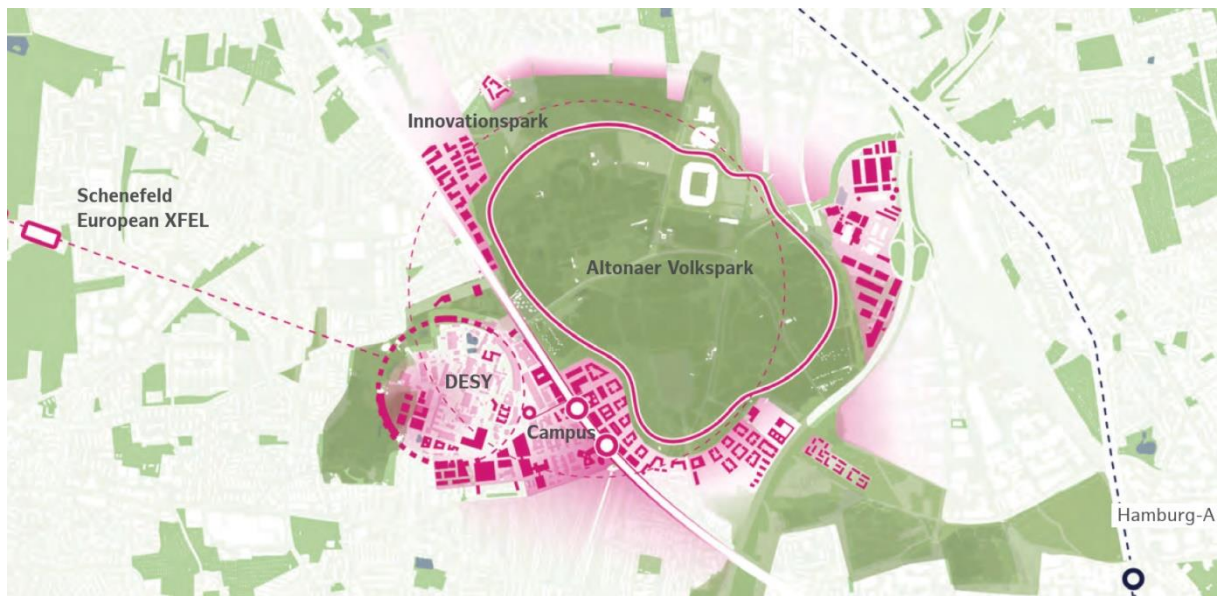 Innovationspark
Schenefeld
European XFEL
Altonaer Volkspark
DESY
Campus
Hamburg-A